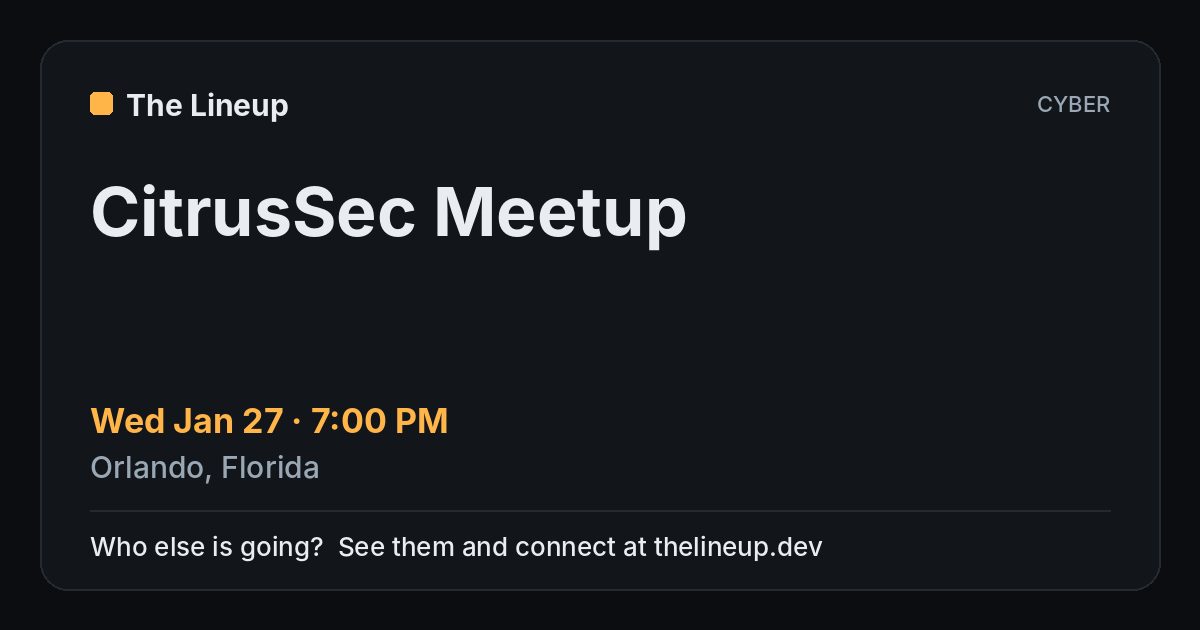 The Lineup
CYBER
CitrusSec Meetup
Wed Jan 27 · 7:00 PM
Orlando, Florida
Who else is going? See them and connect at thelineup.dev